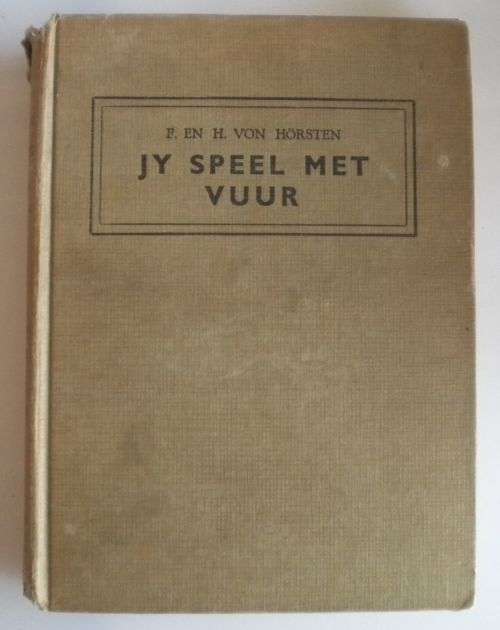 F. EN H. VON HÖRSTEN
JY SPEEL MET
VUUR